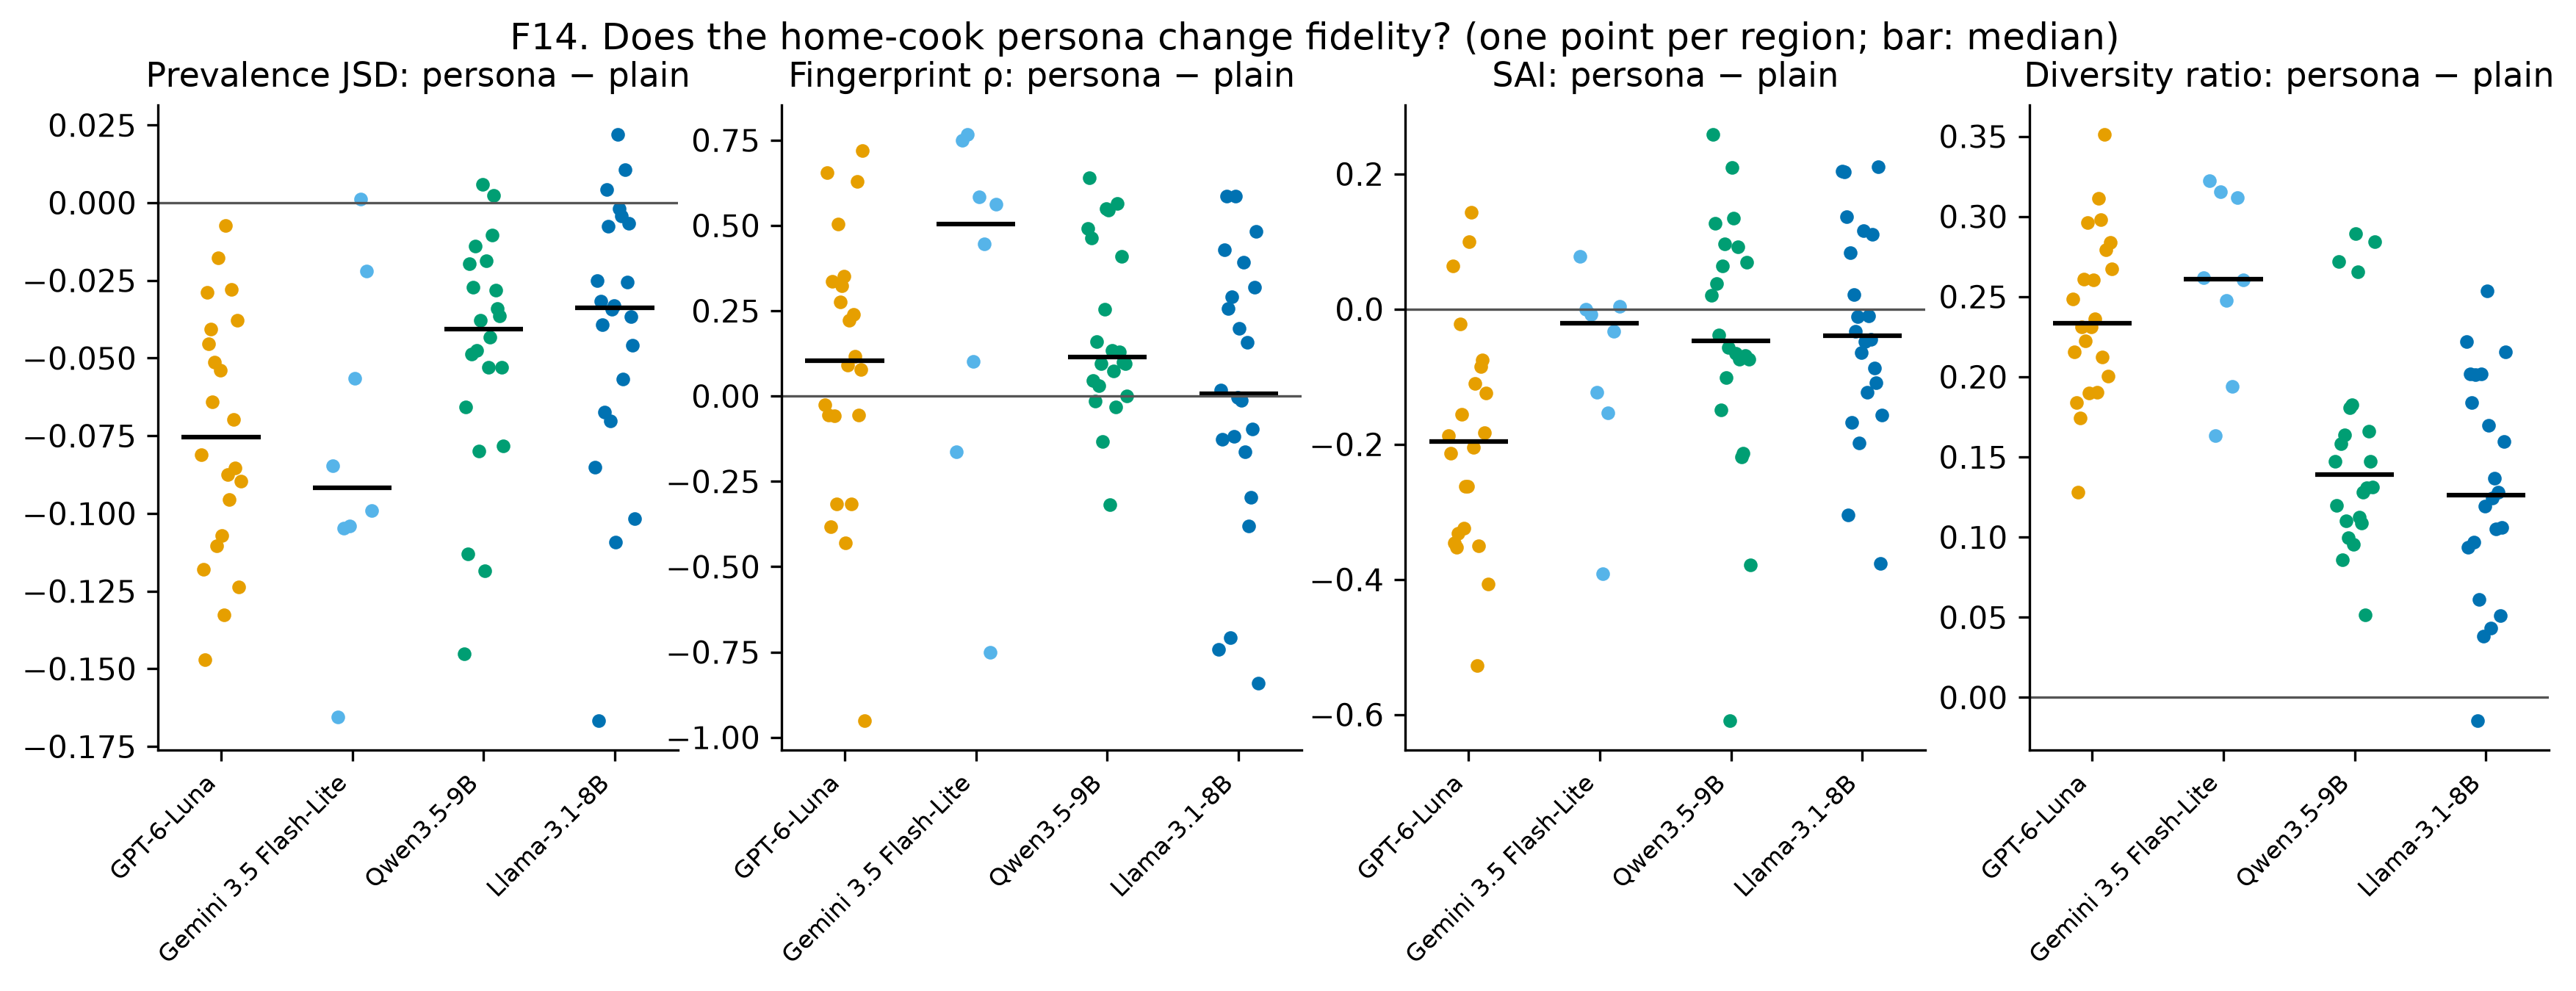 F14. Does the home-cook persona change fidelity? (one point per region; bar: median)
Prevalence JSD: persona − plain
0.025
0.000
−0.025
−0.050
−0.075
−0.100
−0.125
−0.150
−0.175
GPT-6-Luna
Gemini 3.5 Flash-Lite
Qwen3.5-9B
Llama-3.1-8B
Fingerprint ρ: persona − plain
0.75
0.50
0.25
0.00
−0.25
−0.50
−0.75
−1.00
GPT-6-Luna
Gemini 3.5 Flash-Lite
Qwen3.5-9B
Llama-3.1-8B
SAI: persona − plain
0.2
0.0
−0.2
−0.4
−0.6
GPT-6-Luna
Gemini 3.5 Flash-Lite
Qwen3.5-9B
Llama-3.1-8B
Diversity ratio: persona − plain
0.35
0.30
0.25
0.20
0.15
0.10
0.05
0.00
GPT-6-Luna
Gemini 3.5 Flash-Lite
Qwen3.5-9B
Llama-3.1-8B